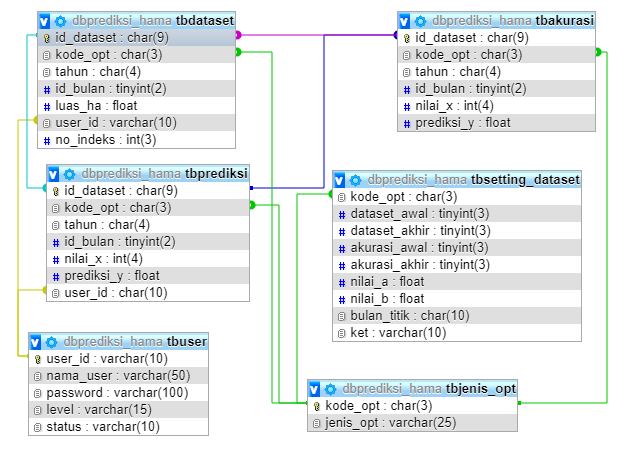 dbprediksi_hama tbdataset
id_dataset : char(9)
kode_opt : char(3)
tahun : char(4)
id_bulan : tinyint(2)
luas_ha : float
user_id : varchar(10)
no_indeks : int(3)
dbprediksi_hama tbakurasi
id_dataset : char(9)
kode_opt : char(3)
tahun : char(4)
id_bulan : tinyint(2)
nilai_x : int(4)
prediksi_y : float
dbprediksi_hama tbprediksi
id_dataset : char(9)
kode_opt : char(3)
tahun : char(4)
id_bulan : tinyint(2)
nilai_x : int(4)
prediksi_y : float
user_id : char(10)
dbprediksi_hama tbsetting_dataset
kode_opt : char(3)
dataset_awal : tinyint(3)
dataset_akhir : tinyint(3)
akurasi_awal : tinyint(3)
akurasi_akhir : tinyint(3)
nilai_a : float
nilai_b : float
bulan_titik : char(10)
ket : varchar(10)
dbprediksi_hama tbuser
user_id : varchar(10)
nama_user : varchar(50)
password : varchar(100)
level : varchar(15)
status : varchar(10)
dbprediksi_hama tbjenis_opt
kode_opt : char(3)
jenis_opt : varchar(25)